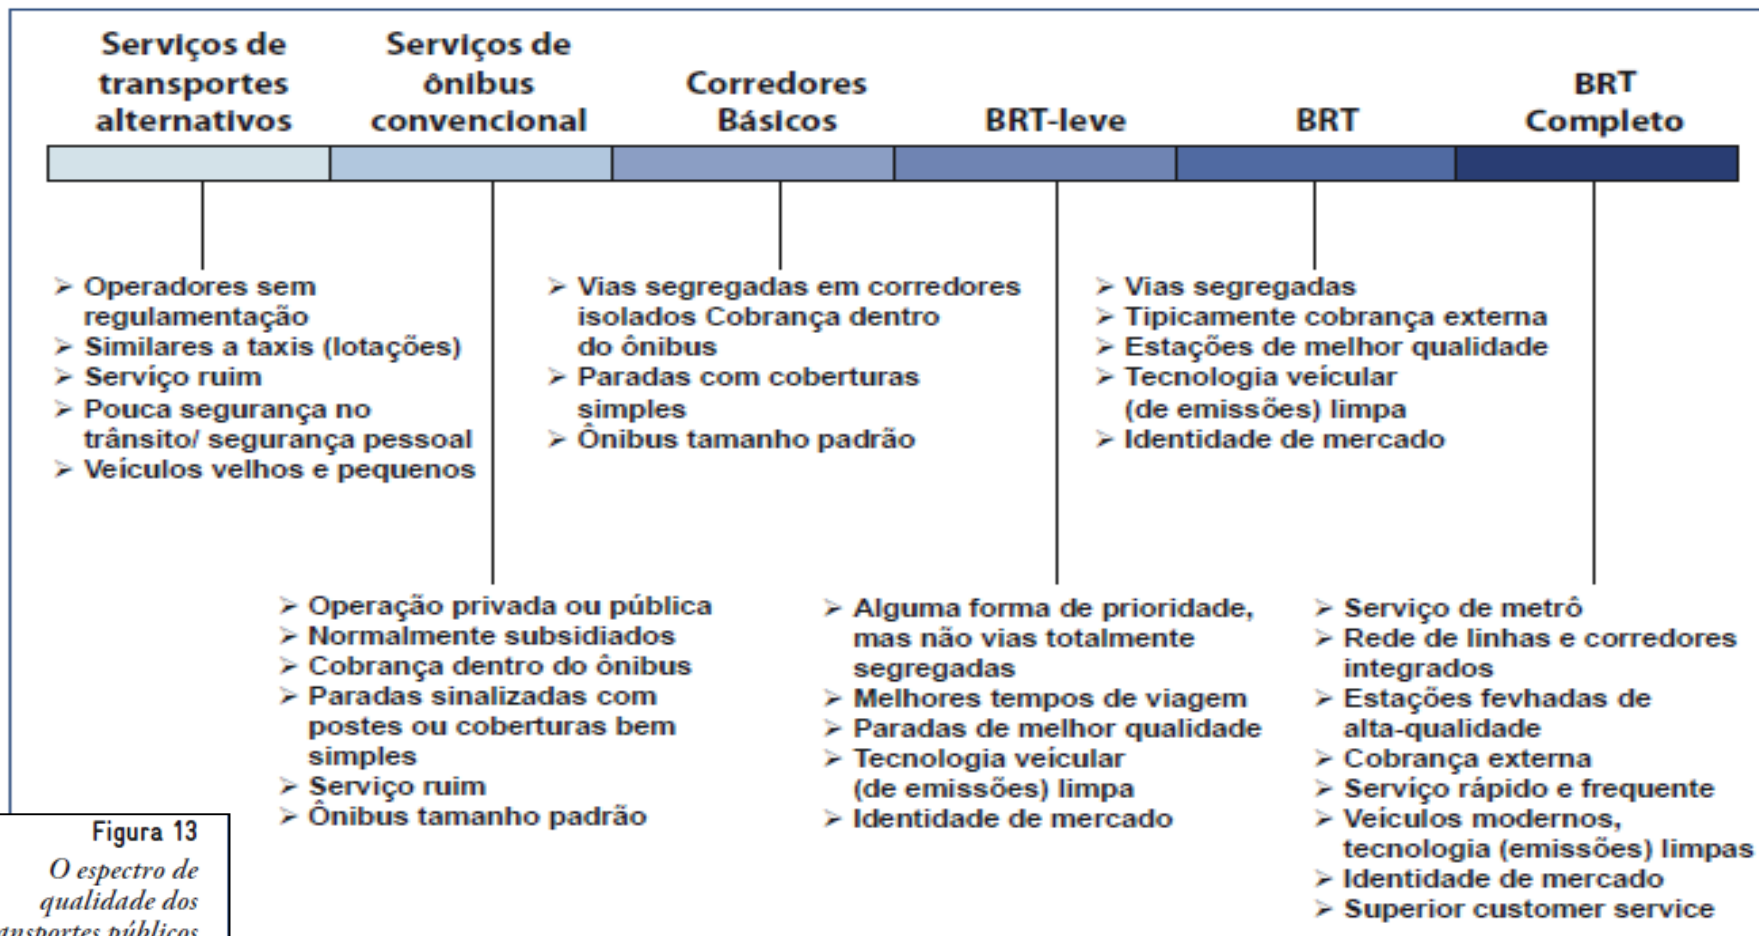 Serviços de
transportes
alternativos
Serviços de
ônibus
convencional
Corredores
Básicos
BRT-leve
BRT
BRT
Completo
➢ Operadores sem
regulamentação
➢ Similares a taxis (lotações)
➢ Servíço ruim
➢ Pouca segurança no
trânsito/ segurança pessoal
➢ Veículos velhos e pequenos
➢ Vias segregadas em corredores
isolados Cobrança dentro
do ônibus
➢ Paradas com coberturas
simples
➢ Ônibus tamanho padrão
➢ Vias segregadas
➢ Tipicamente cobrança externa
➢ Estações de melhor qualidade
➢ Tecnologia veícular
(de emissões) limpa
➢ Identidade de mercado
➢ Operação privada ou pública
➢ Normalmente subsidiados
➢ Cobrança dentro do ônibus
➢ Paradas sinalizadas com
postes ou coberturas bem
simples
➢ Serviço ruim
➢ Ônibus tamanho padrão
➢ Alguma forma de prioridade,
mas não vias totalmente
segregadas
➢ Melhores tempos de viagem
➢ Paradas de melhor qualidade
➢ Tecnologia veícular
(de emissões) limpa
➢ Identidade de mercado
➢ Serviço de metrô
➢ Rede de linhas e corredores
integrados
➢ Estações fevhadas de
alta-qualidade
➢ Cobrança externa
➢ Servíço rápido e frequente
➢ Veículos modernos,
tecnologia (emissões) limpas
➢ Identidade de mercado
➢ Superior customer service
Figura 13
O espectro de
qualidade dos
públicos